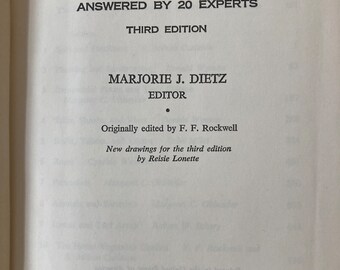 ANSWERED BY 20 EXPERTS
THIRD EDITION
MARJORIE J. DIETZ
EDITOR
Originally edited by F. F. Rockwell
New drawings for the third edition
by Reisie Lonette